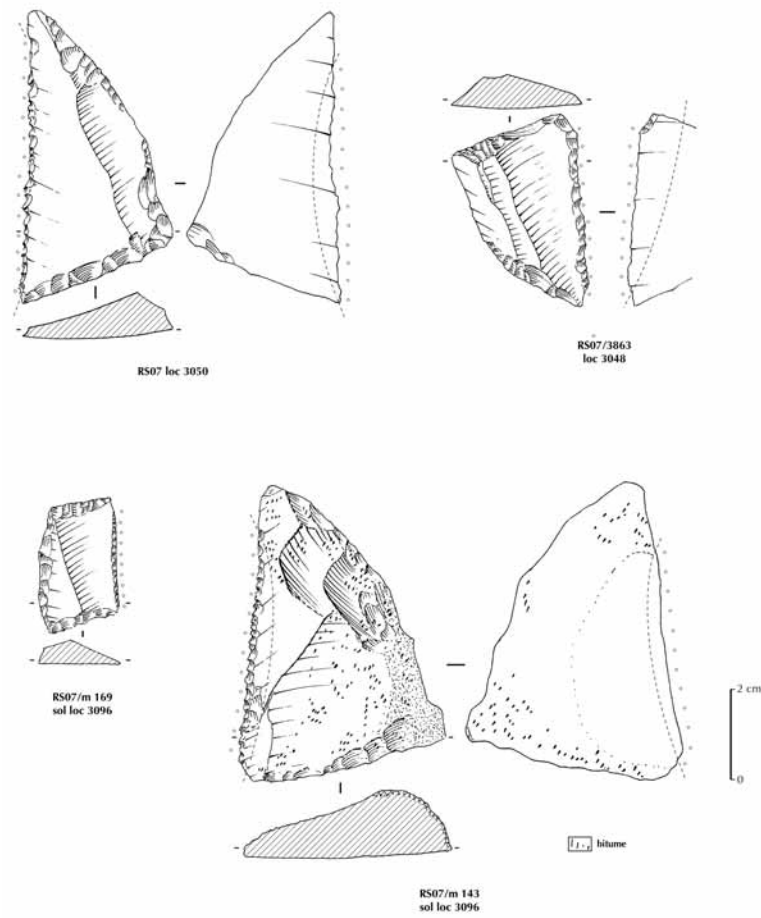 RS07 loc 3050
RS07/3863
loc 3048
RS07/m 169
sol loc 3096
2 cm
0
bitume
RS07/m 143
sol loc 3096